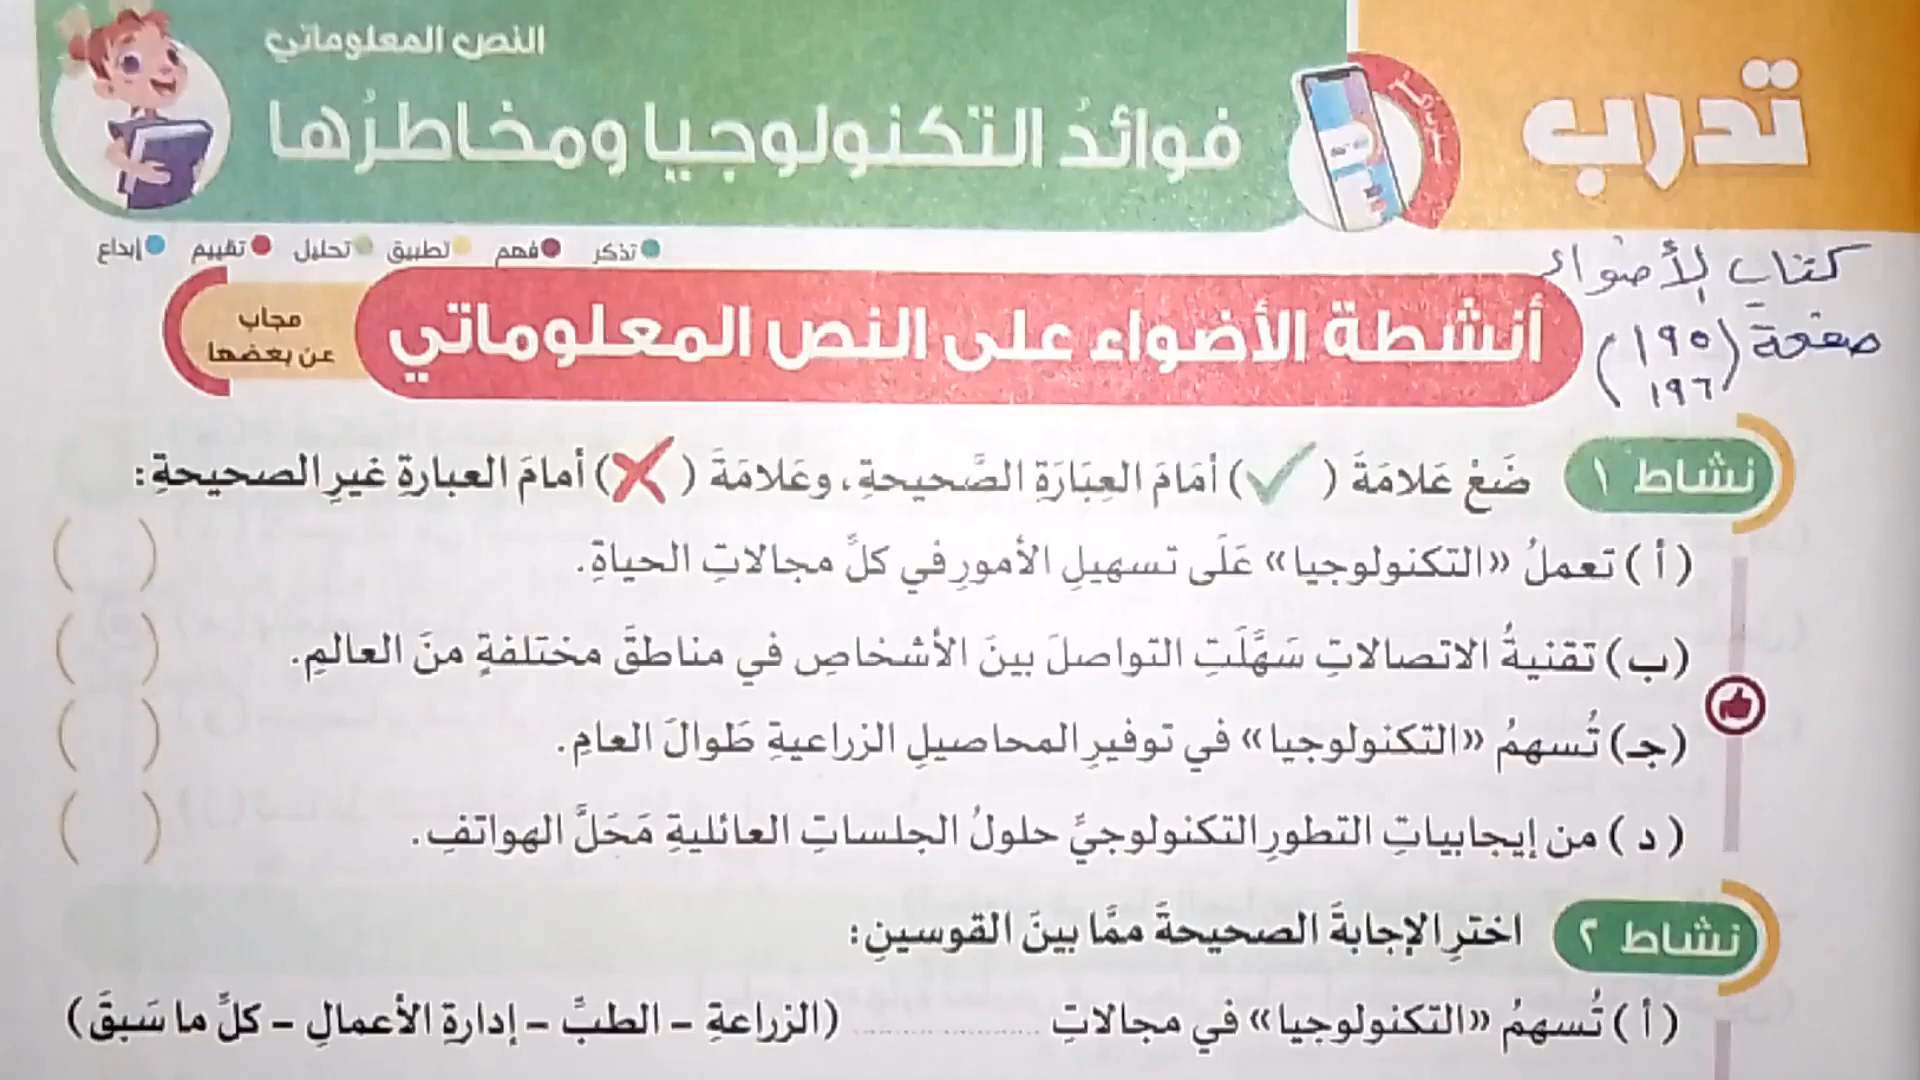 تدرب
النص المعلوماتي
فوائدُ التكنولوجيا ومخاطرُها
تذكر فهم تطبيق تحليل تقييم إبداع
كتاب الأضواء
صفحة (١٩٥
١٩٦)
أنشطة الأضواء على النص المعلوماتي
مجاب
عن بعضها
نشاط ١ ضَعْ عَلامَةَ (✓) أمَامَ العِبَارَةِ الصَّحيحةِ، وعَلامَةَ (✗) أمامَ العبارةِ غيرِ الصحيحةِ:
(أ) تعملُ «التكنولوجيا» عَلَى تسهيلِ الأمورِ في كلِّ مجالاتِ الحياةِ. ( )
(ب) تقنيةُ الاتصالاتِ سَهَّلَتِ التواصلَ بينَ الأشخاصِ في مناطقَ مختلفةٍ منَ العالمِ. ( )
(جـ) تُسهمُ «التكنولوجيا» في توفيرِ المحاصيلِ الزراعيةِ طَوالَ العامِ. ( )
(د) من إيجابياتِ التطورِ التكنولوجيِّ حلولُ الجلساتِ العائليةِ مَحَلَّ الهواتفِ. ( )
نشاط ٢ اخترِ الإجابةَ الصحيحةَ ممَّا بينَ القوسينِ:
(أ) تُسهمُ «التكنولوجيا» في مجالاتِ .................... (الزراعةِ – الطبِّ – إدارةِ الأعمالِ – كلِّ ما سَبقَ)